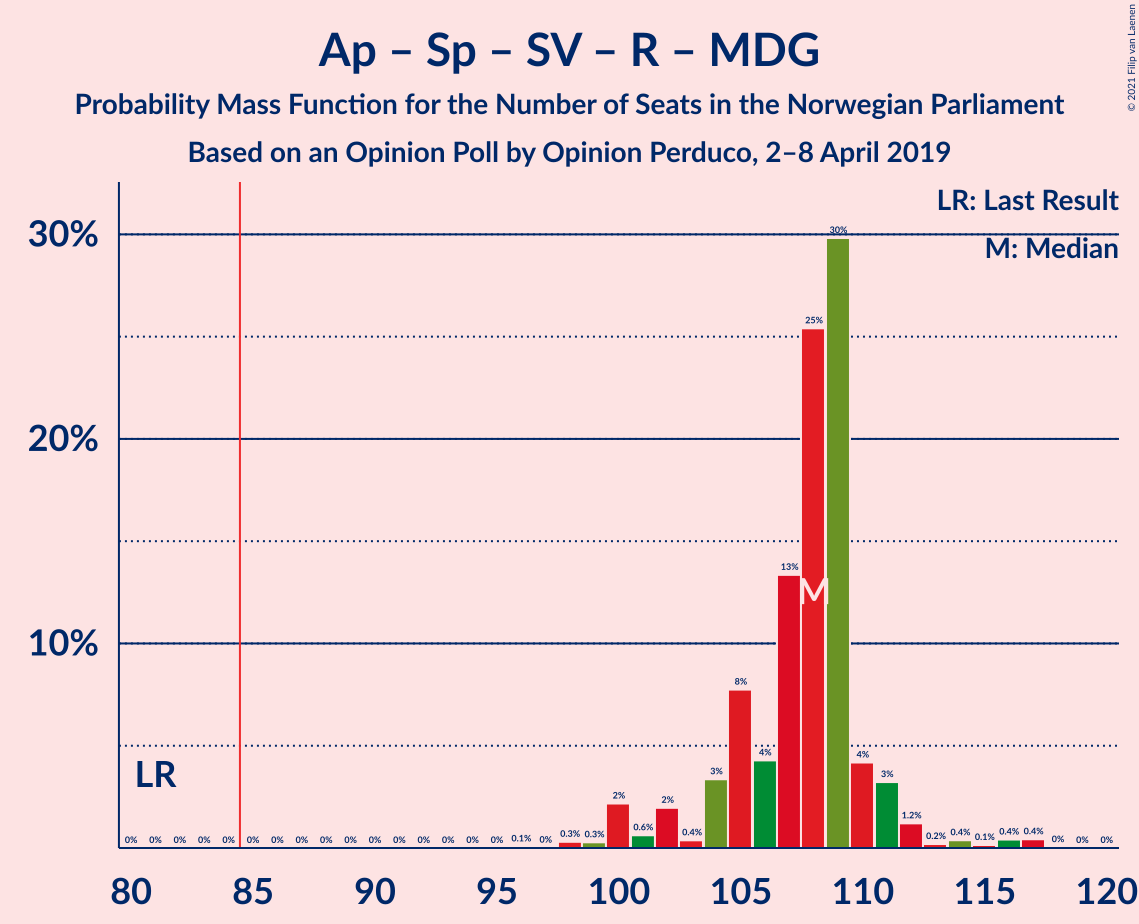 Ap – Sp – SV – R – MDG
Probability Mass Function for the Number of Seats in the Norwegian Parliament
Based on an Opinion Poll by Opinion Perduco, 2–8 April 2019
© 2021 Filip van Laenen
LR: Last Result
M: Median
30%
20%
10%
LR
M
0% 0% 0% 0% 0% 0% 0% 0% 0% 0% 0% 0% 0% 0% 0% 0% 0.1% 0% 0.3% 0.3% 2% 0.6% 2% 0.4% 3% 8% 4% 13% 25% 30% 4% 3% 1.2% 0.2% 0.4% 0.1% 0.4% 0.4% 0% 0% 0%
80 85 90 95 100 105 110 115 120